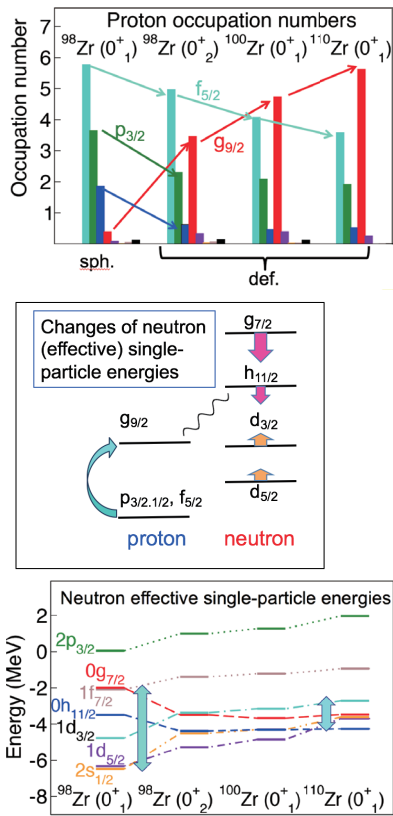 Proton occupation numbers
⁹⁸Zr (0⁺₁) ⁹⁸Zr (0⁺₂) ¹⁰⁰Zr (0⁺₁) ¹¹⁰Zr (0⁺₁)
Occupation number
7
6
5
4
3
2
1
f5/2
p3/2
g9/2
sph.
def.
Changes of neutron
(effective) single-
particle energies
g7/2
h11/2
g9/2
d3/2
d5/2
p3/2.1/2, f5/2
proton
neutron
Neutron effective single-particle energies
Energy (MeV)
2
0
-2
-4
-6
-8
2p3/2
0g7/2
1f7/2
0h11/2
1d3/2
1d5/2
2s1/2
⁹⁸Zr (0⁺₁) ⁹⁸Zr (0⁺₂) ¹⁰⁰Zr (0⁺₁) ¹¹⁰Zr (0⁺₁)